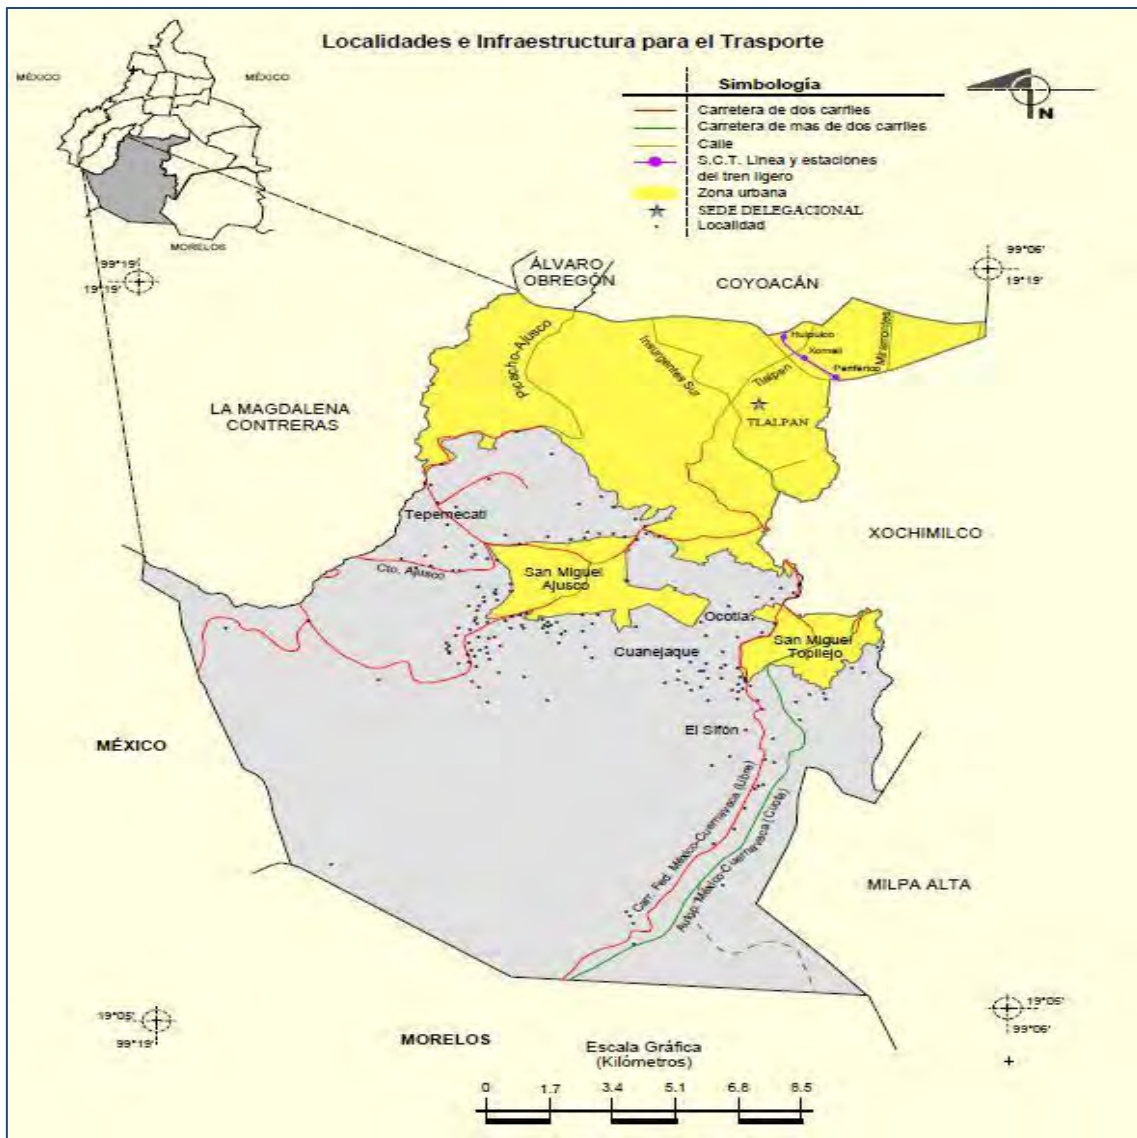 Localidades e Infraestructura para el Trasporte
MÉXICO
MÉXICO
MORELOS
Simbología
Carretera de dos carriles
Carretera de mas de dos carriles
Calle
S.C.T. Linea y estaciones
del tren ligero
Zona urbana
SEDE DELEGACIONAL
Localidad
N
99°19'
19°19'
99°06'
19°19'
ÁLVARO
OBREGÓN
COYOACÁN
Picacho-Ajusco
Insurgentes Sur
Tlalpan
Huipulco
Xomali
Periférico
Miramontes
TLALPAN
LA MAGDALENA
CONTRERAS
Tepemecatl
XOCHIMILCO
Cto. Ajusco
San Miguel
Ajusco
Ocotla
San Miguel
Topilejo
Cuanejaque
El Sifón
MÉXICO
Carr. Fed. México-Cuernavaca (Libre)
Autop. México-Cuernavaca (Cuota)
MILPA ALTA
19°05'
99°19'
19°05'
99°06'
MORELOS
Escala Gráfica
(Kilómetros)
0 1.7 3.4 5.1 6.8 8.5